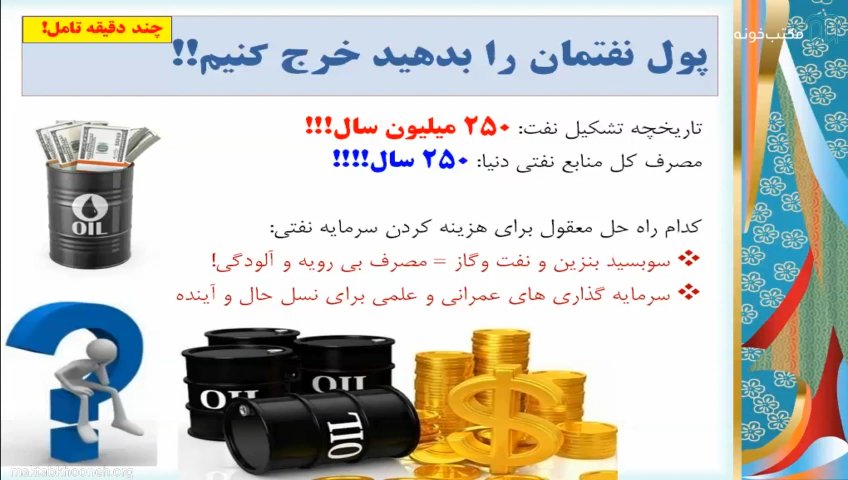 چند دقیقه تامل!
مکتب‌خونه
پول نفتمان را بدهید خرج کنیم!!
تاریخچه تشکیل نفت: ۲۵۰ میلیون سال!!!
مصرف کل منابع نفتی دنیا: ۲۵۰ سال!!!!
کدام راه حل معقول برای هزینه کردن سرمایه نفتی:
❖ سوبسید بنزین و نفت وگاز = مصرف بی رویه و آلودگی!
❖ سرمایه گذاری های عمرانی و علمی برای نسل حال و آینده
OIL
OIL
OIL
OIL
maktabkhooneh.org